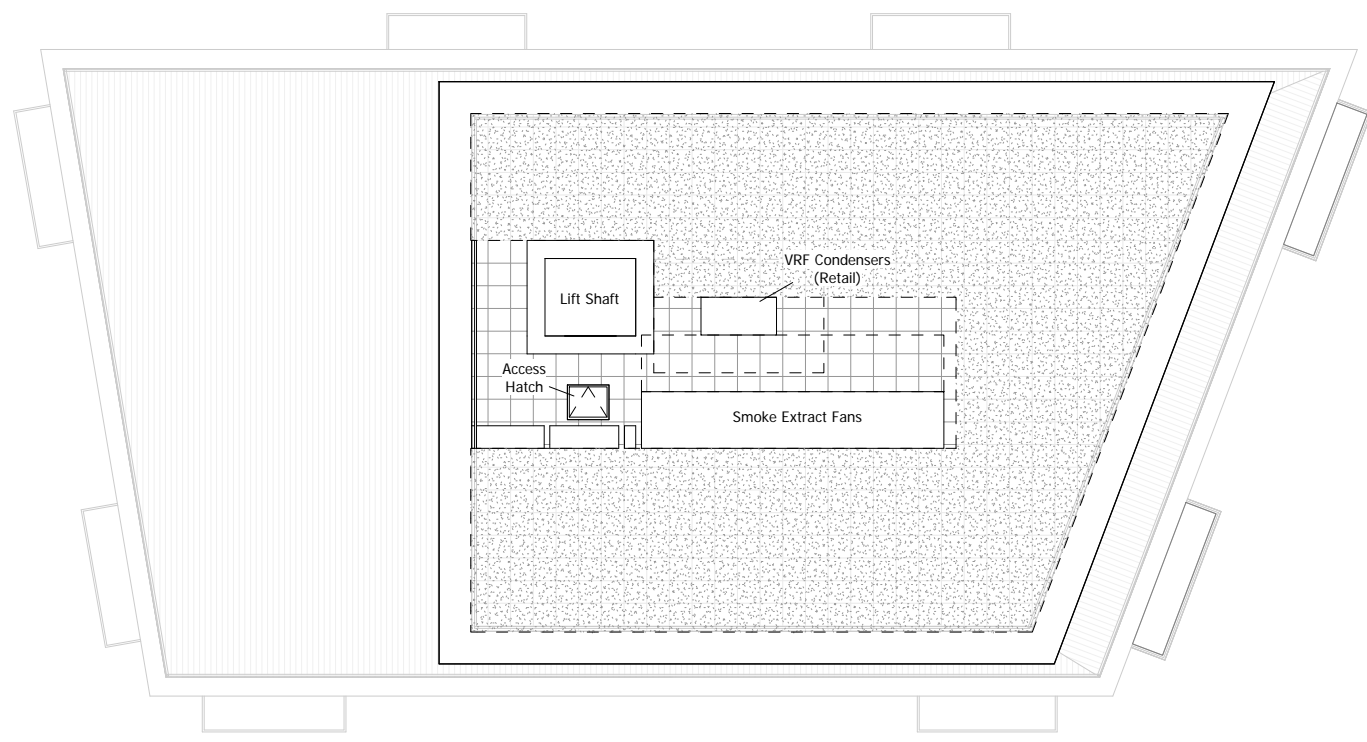 VRF Condensers
(Retail)
Lift Shaft
Access
Hatch
Smoke Extract Fans